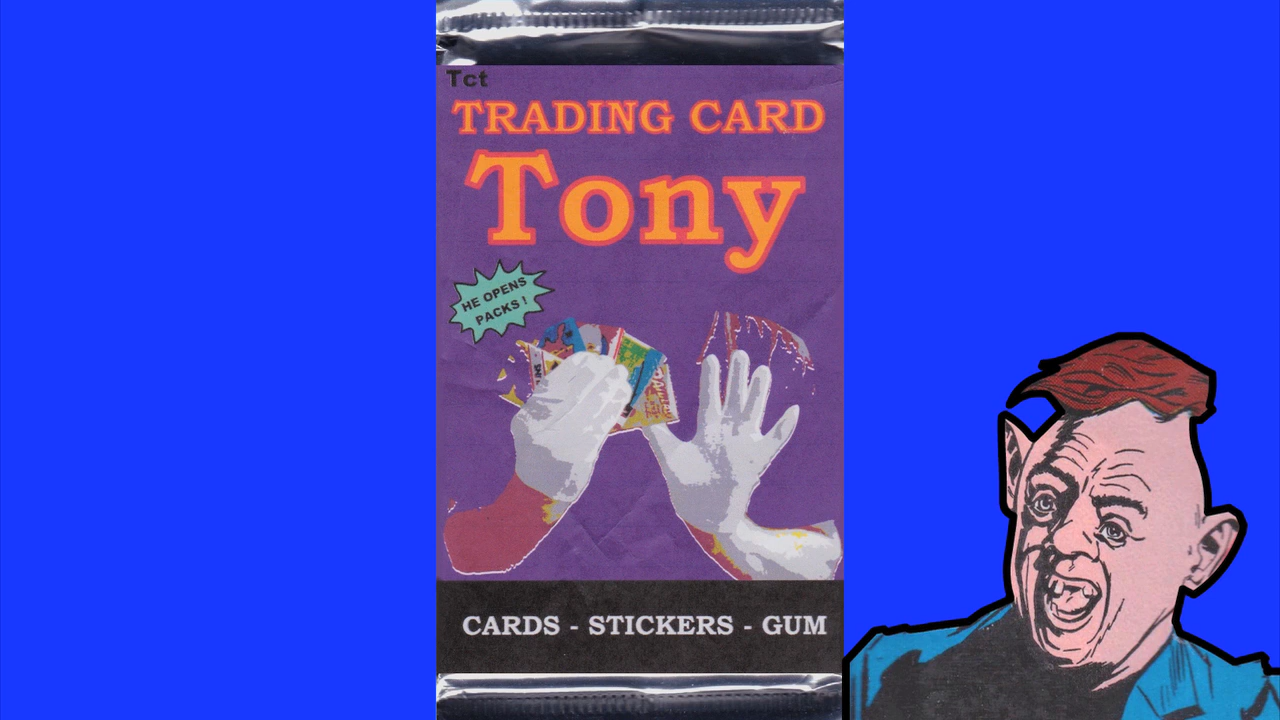 Tct
TRADING CARD
Tony
HE OPENS
PACKS!
CARDS - STICKERS - GUM